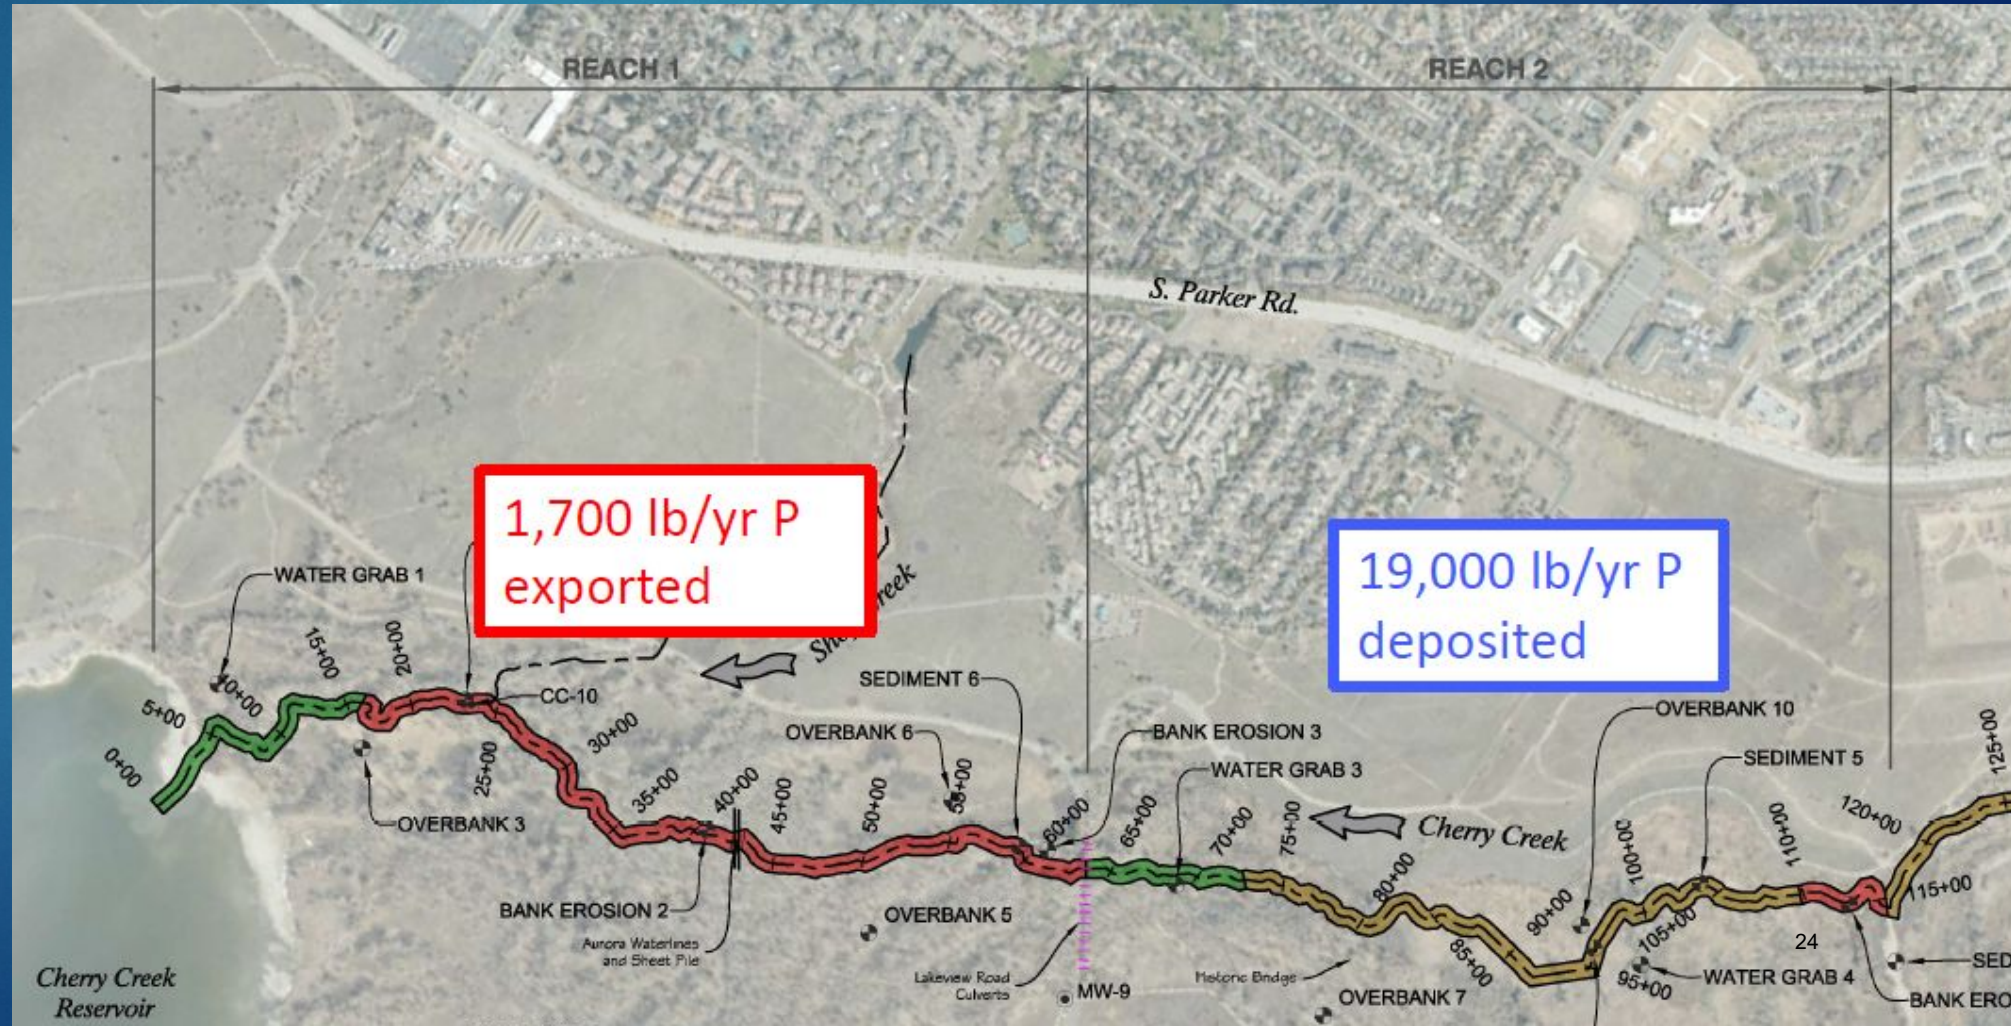 REACH 1
REACH 2
S. Parker Rd.
1,700 lb/yr P
exported
19,000 lb/yr P
deposited
WATER GRAB 1
15+00
20+00
10+00
5+00
0+00
CC-10
25+00
30+00
OVERBANK 3
35+00
40+00
45+00
50+00
55+00
60+00
SEDIMENT 6
OVERBANK 6
BANK EROSION 3
WATER GRAB 3
65+00
70+00
75+00
Cherry Creek
OVERBANK 10
SEDIMENT 5
80+00
85+00
90+00
95+00
100+00
105+00
110+00
115+00
120+00
125+00
BANK EROSION 2
Aurora Waterlines
and Sheet Pile
OVERBANK 5
Lakeview Road
Culverts
MW-9
Historic Bridge
OVERBANK 7
WATER GRAB 4
24
SED
BANK ERO
Cherry Creek
Reservoir